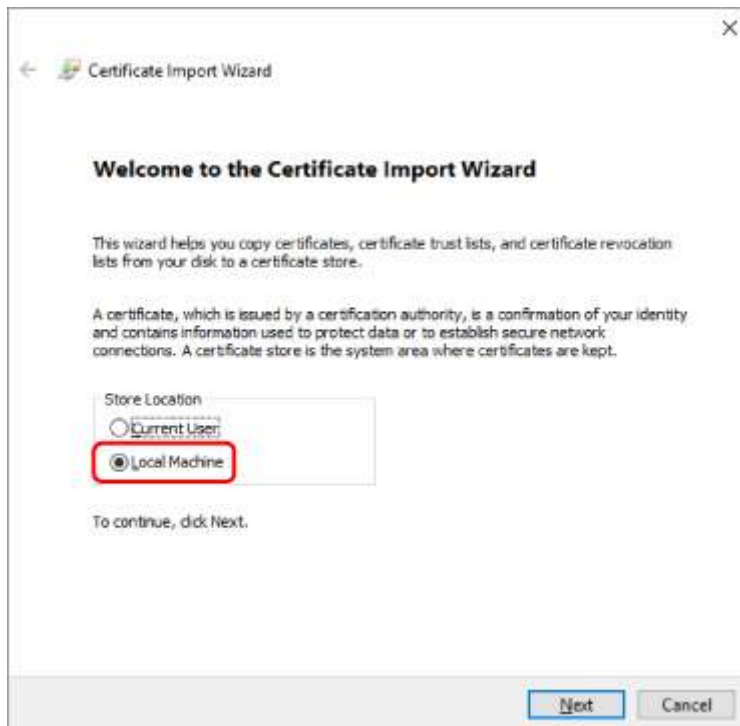 Certificate Import Wizard
Welcome to the Certificate Import Wizard
This wizard helps you copy certificates, certificate trust lists, and certificate revocation
lists from your disk to a certificate store.
A certificate, which is issued by a certification authority, is a confirmation of your identity
and contains information used to protect data or to establish secure network
connections. A certificate store is the system area where certificates are kept.
Store Location
Current User
Local Machine
To continue, click Next.
Next Cancel